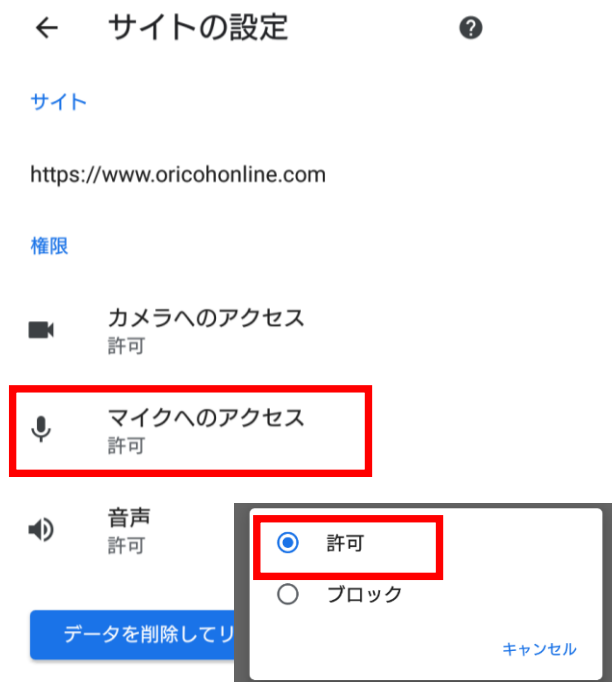 サイトの設定
サイト
https://www.oricohonline.com
権限
カメラへのアクセス
許可
マイクへのアクセス
許可
音声
許可
データを削除してリ
許可
ブロック
キャンセル